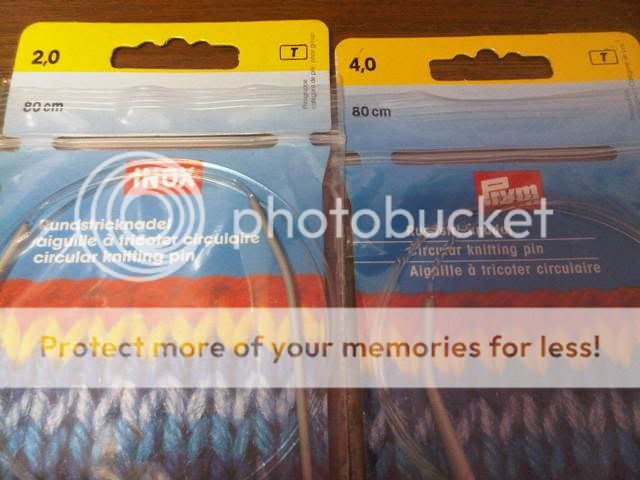 2,0
T
80 cm
INOX
Rundstricknadel
aiguille à tricoter circulaire
circular knitting pin
4,0
T
80 cm
Prym
Rundstricknadel
Circular knitting pin
Aiguille à tricoter circulaire
photobucket
Protect more of your memories for less!